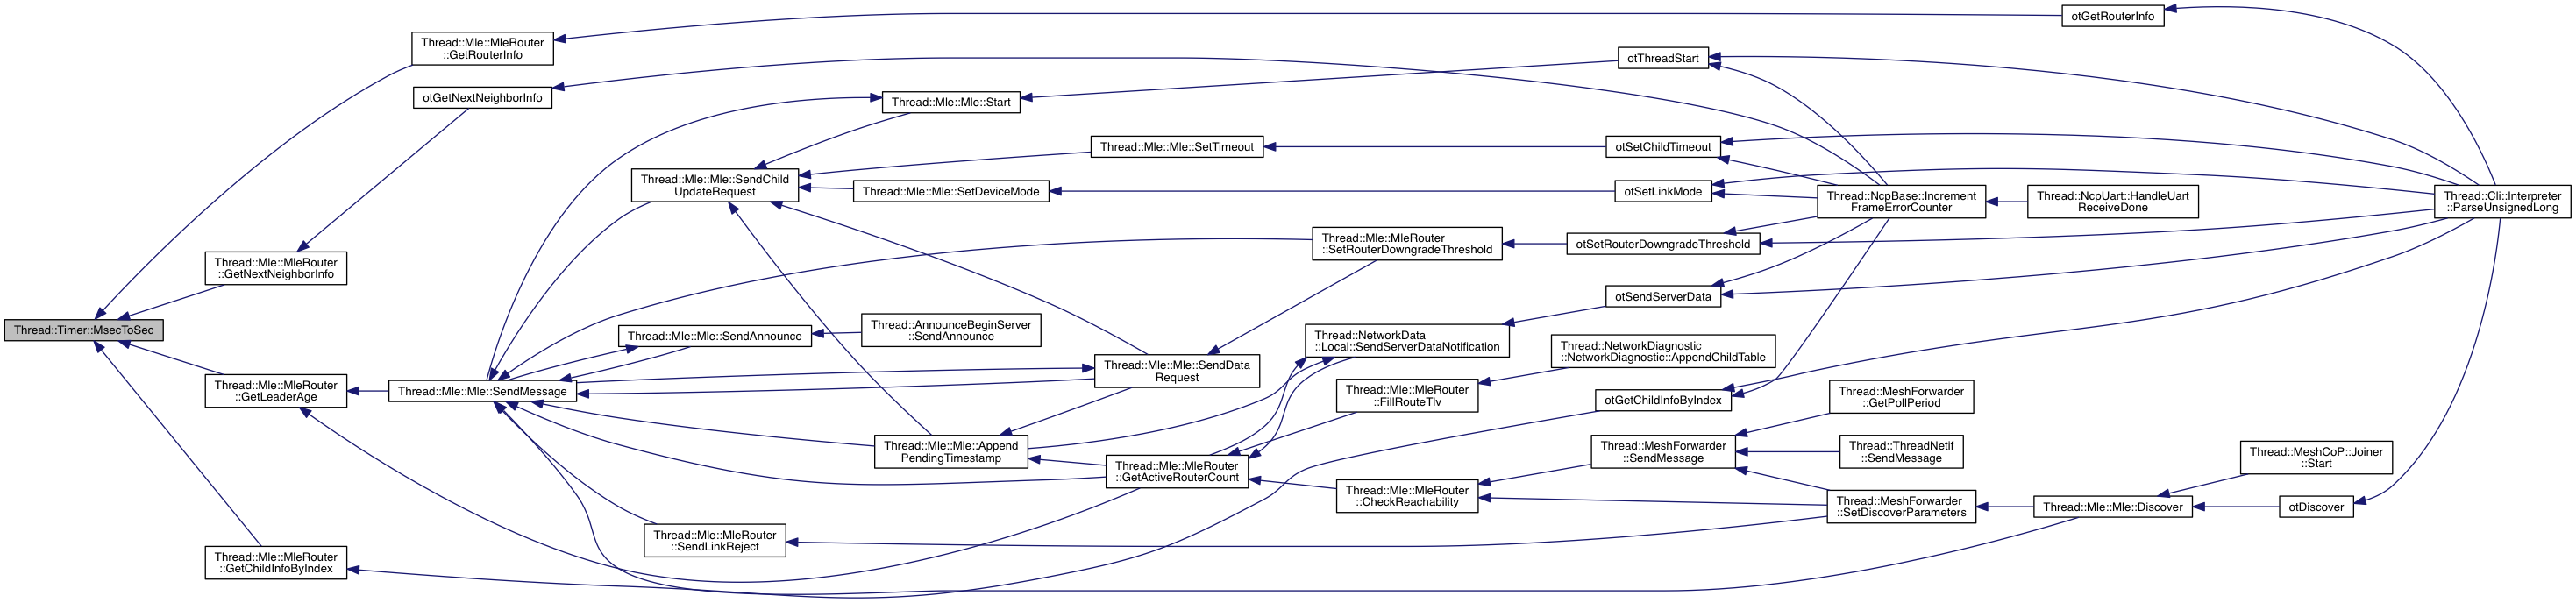 Thread::Timer::MsecToSec
Thread::Mle::MleRouter
::GetRouterInfo
otGetNextNeighborInfo
Thread::Mle::MleRouter
::GetNextNeighborInfo
Thread::Mle::MleRouter
::GetLeaderAge
Thread::Mle::MleRouter
::GetChildInfoByIndex
Thread::Mle::Mle::SendMessage
Thread::Mle::Mle::SendChild
UpdateRequest
Thread::Mle::Mle::SendAnnounce
Thread::Mle::MleRouter
::SendLinkReject
Thread::Mle::Mle::Start
Thread::Mle::Mle::SetDeviceMode
Thread::AnnounceBeginServer
::SendAnnounce
Thread::Mle::Mle::Append
PendingTimestamp
Thread::Mle::Mle::SetTimeout
Thread::Mle::Mle::SendData
Request
Thread::Mle::MleRouter
::GetActiveRouterCount
Thread::Mle::MleRouter
::SetRouterDowngradeThreshold
Thread::NetworkData
::Local::SendServerDataNotification
Thread::Mle::MleRouter
::FillRouteTlv
Thread::Mle::MleRouter
::CheckReachability
otThreadStart
otSetChildTimeout
otSetLinkMode
otSetRouterDowngradeThreshold
otSendServerData
Thread::NetworkDiagnostic
::NetworkDiagnostic::AppendChildTable
otGetChildInfoByIndex
Thread::MeshForwarder
::SendMessage
Thread::NcpBase::Increment
FrameErrorCounter
Thread::MeshForwarder
::GetPollPeriod
Thread::ThreadNetif
::SendMessage
Thread::MeshForwarder
::SetDiscoverParameters
otGetRouterInfo
Thread::NcpUart::HandleUart
ReceiveDone
Thread::Mle::Mle::Discover
Thread::MeshCoP::Joiner
::Start
otDiscover
Thread::Cli::Interpreter
::ParseUnsignedLong